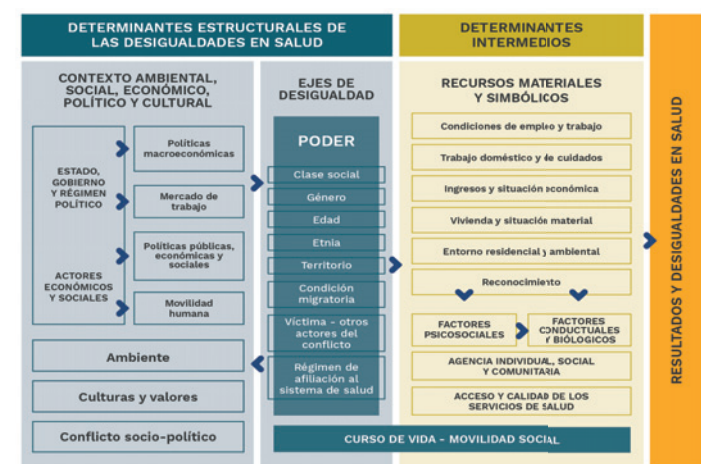 DETERMINANTES ESTRUCTURALES DE
LAS DESIGUALDADES EN SALUD
DETERMINANTES
INTERMEDIOS
CONTEXTO AMBIENTAL,
SOCIAL, ECONÓMICO,
POLÍTICO Y CULTURAL
ESTADO,
GOBIERNO
Y RÉGIMEN
POLÍTICO
ACTORES
ECONÓMICOS
Y SOCIALES
Políticas
macroeconómicas
Mercado de
trabajo
Políticas públicas,
económicas y
sociales
Movilidad
humana
Ambiente
Culturas y valores
Conflicto socio-político
EJES DE
DESIGUALDAD
PODER
Clase social
Género
Edad
Etnia
Territorio
Condición
migratoria
Víctima - otros
actores del
conflicto
Régimen de
afiliación al
sistema de salud
RECURSOS MATERIALES
Y SIMBÓLICOS
Condiciones de empleo y trabajo
Trabajo doméstico y de cuidados
Ingresos y situación económica
Vivienda y situación material
Entorno residencial y ambiental
Reconocimiento
FACTORES
PSICOSOCIALES
FACTORES
CONDUCTUALES
Y BIÓLOGICOS
AGENCIA INDIVIDUAL, SOCIAL
Y COMUNITARIA
ACCESO Y CALIDAD DE LOS
SERVICIOS DE SALUD
CURSO DE VIDA - MOVILIDAD SOCIAL
RESULTADOS Y DESIGUALDADES EN SALUD